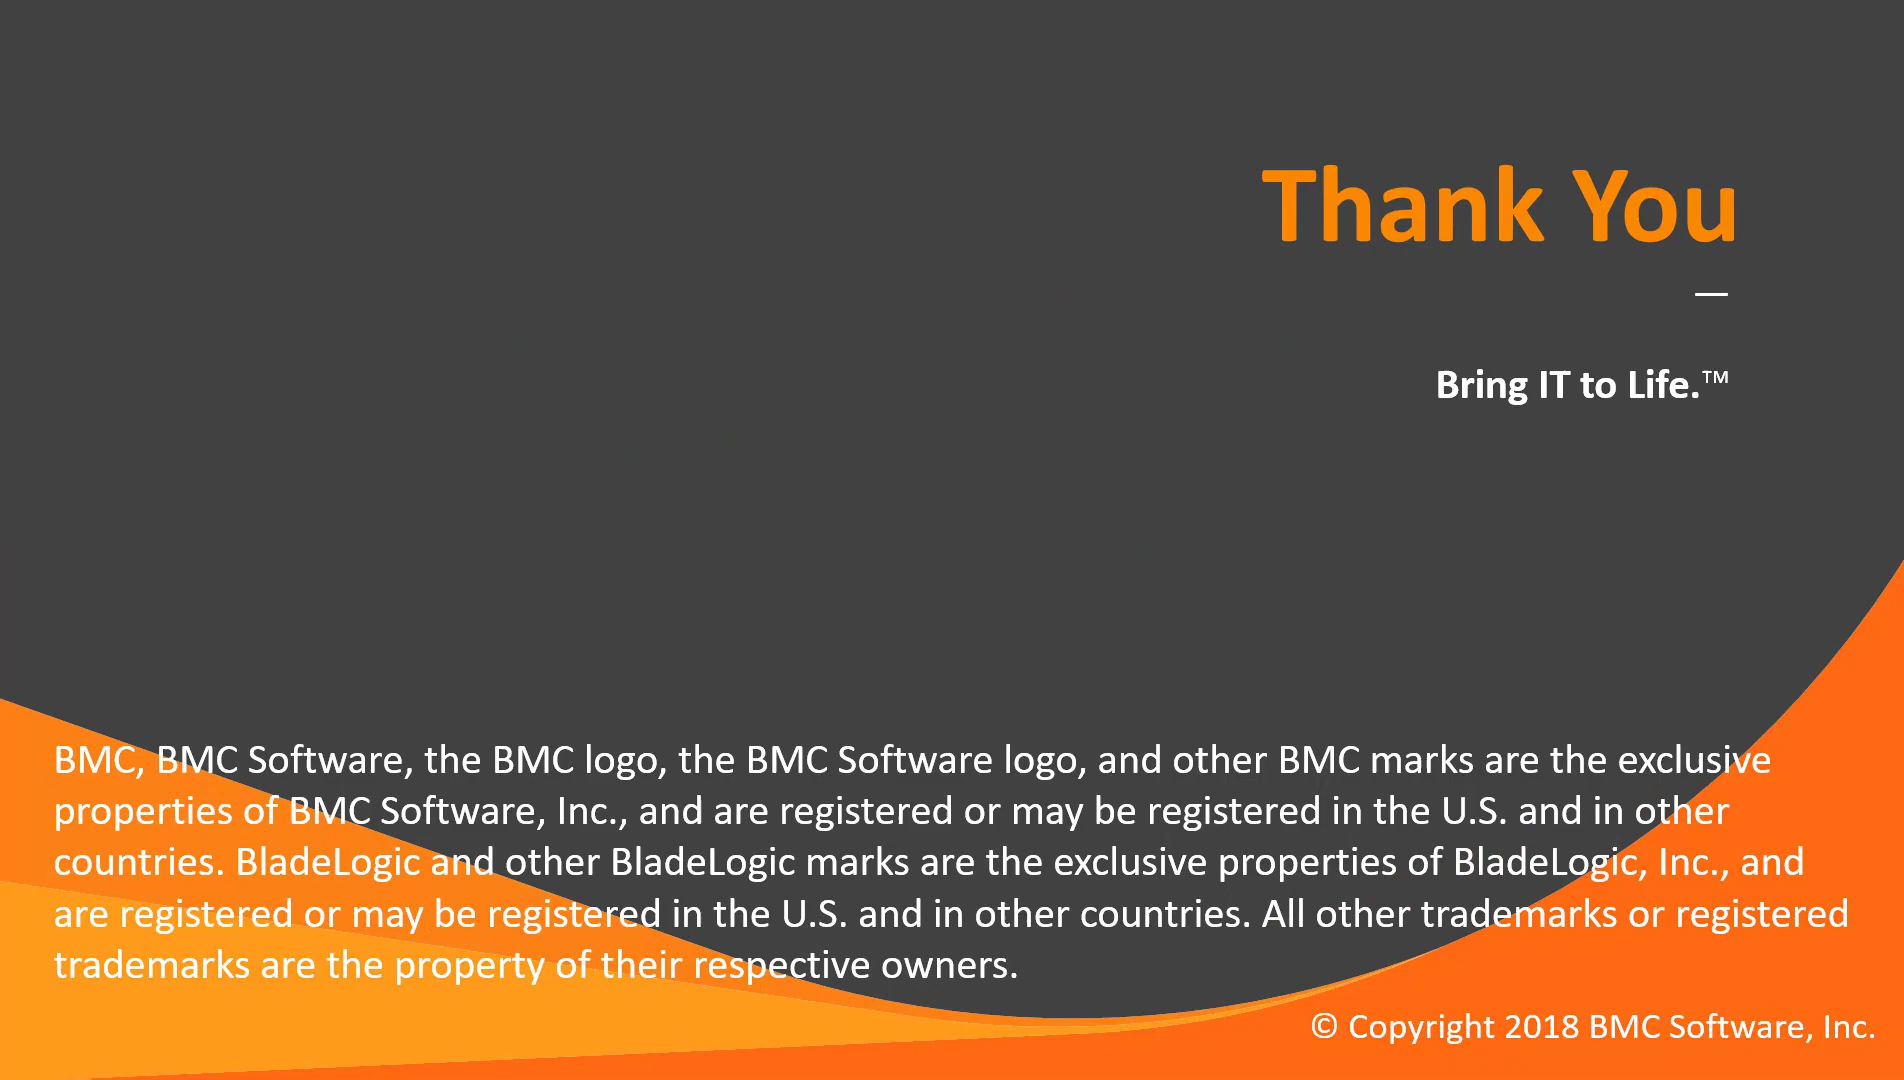 Thank You
—
Bring IT to Life.™
BMC, BMC Software, the BMC logo, the BMC Software logo, and other BMC marks are the exclusive
properties of BMC Software, Inc., and are registered or may be registered in the U.S. and in other
countries. BladeLogic and other BladeLogic marks are the exclusive properties of BladeLogic, Inc., and
are registered or may be registered in the U.S. and in other countries. All other trademarks or registered
trademarks are the property of their respective owners.
© Copyright 2018 BMC Software, Inc.